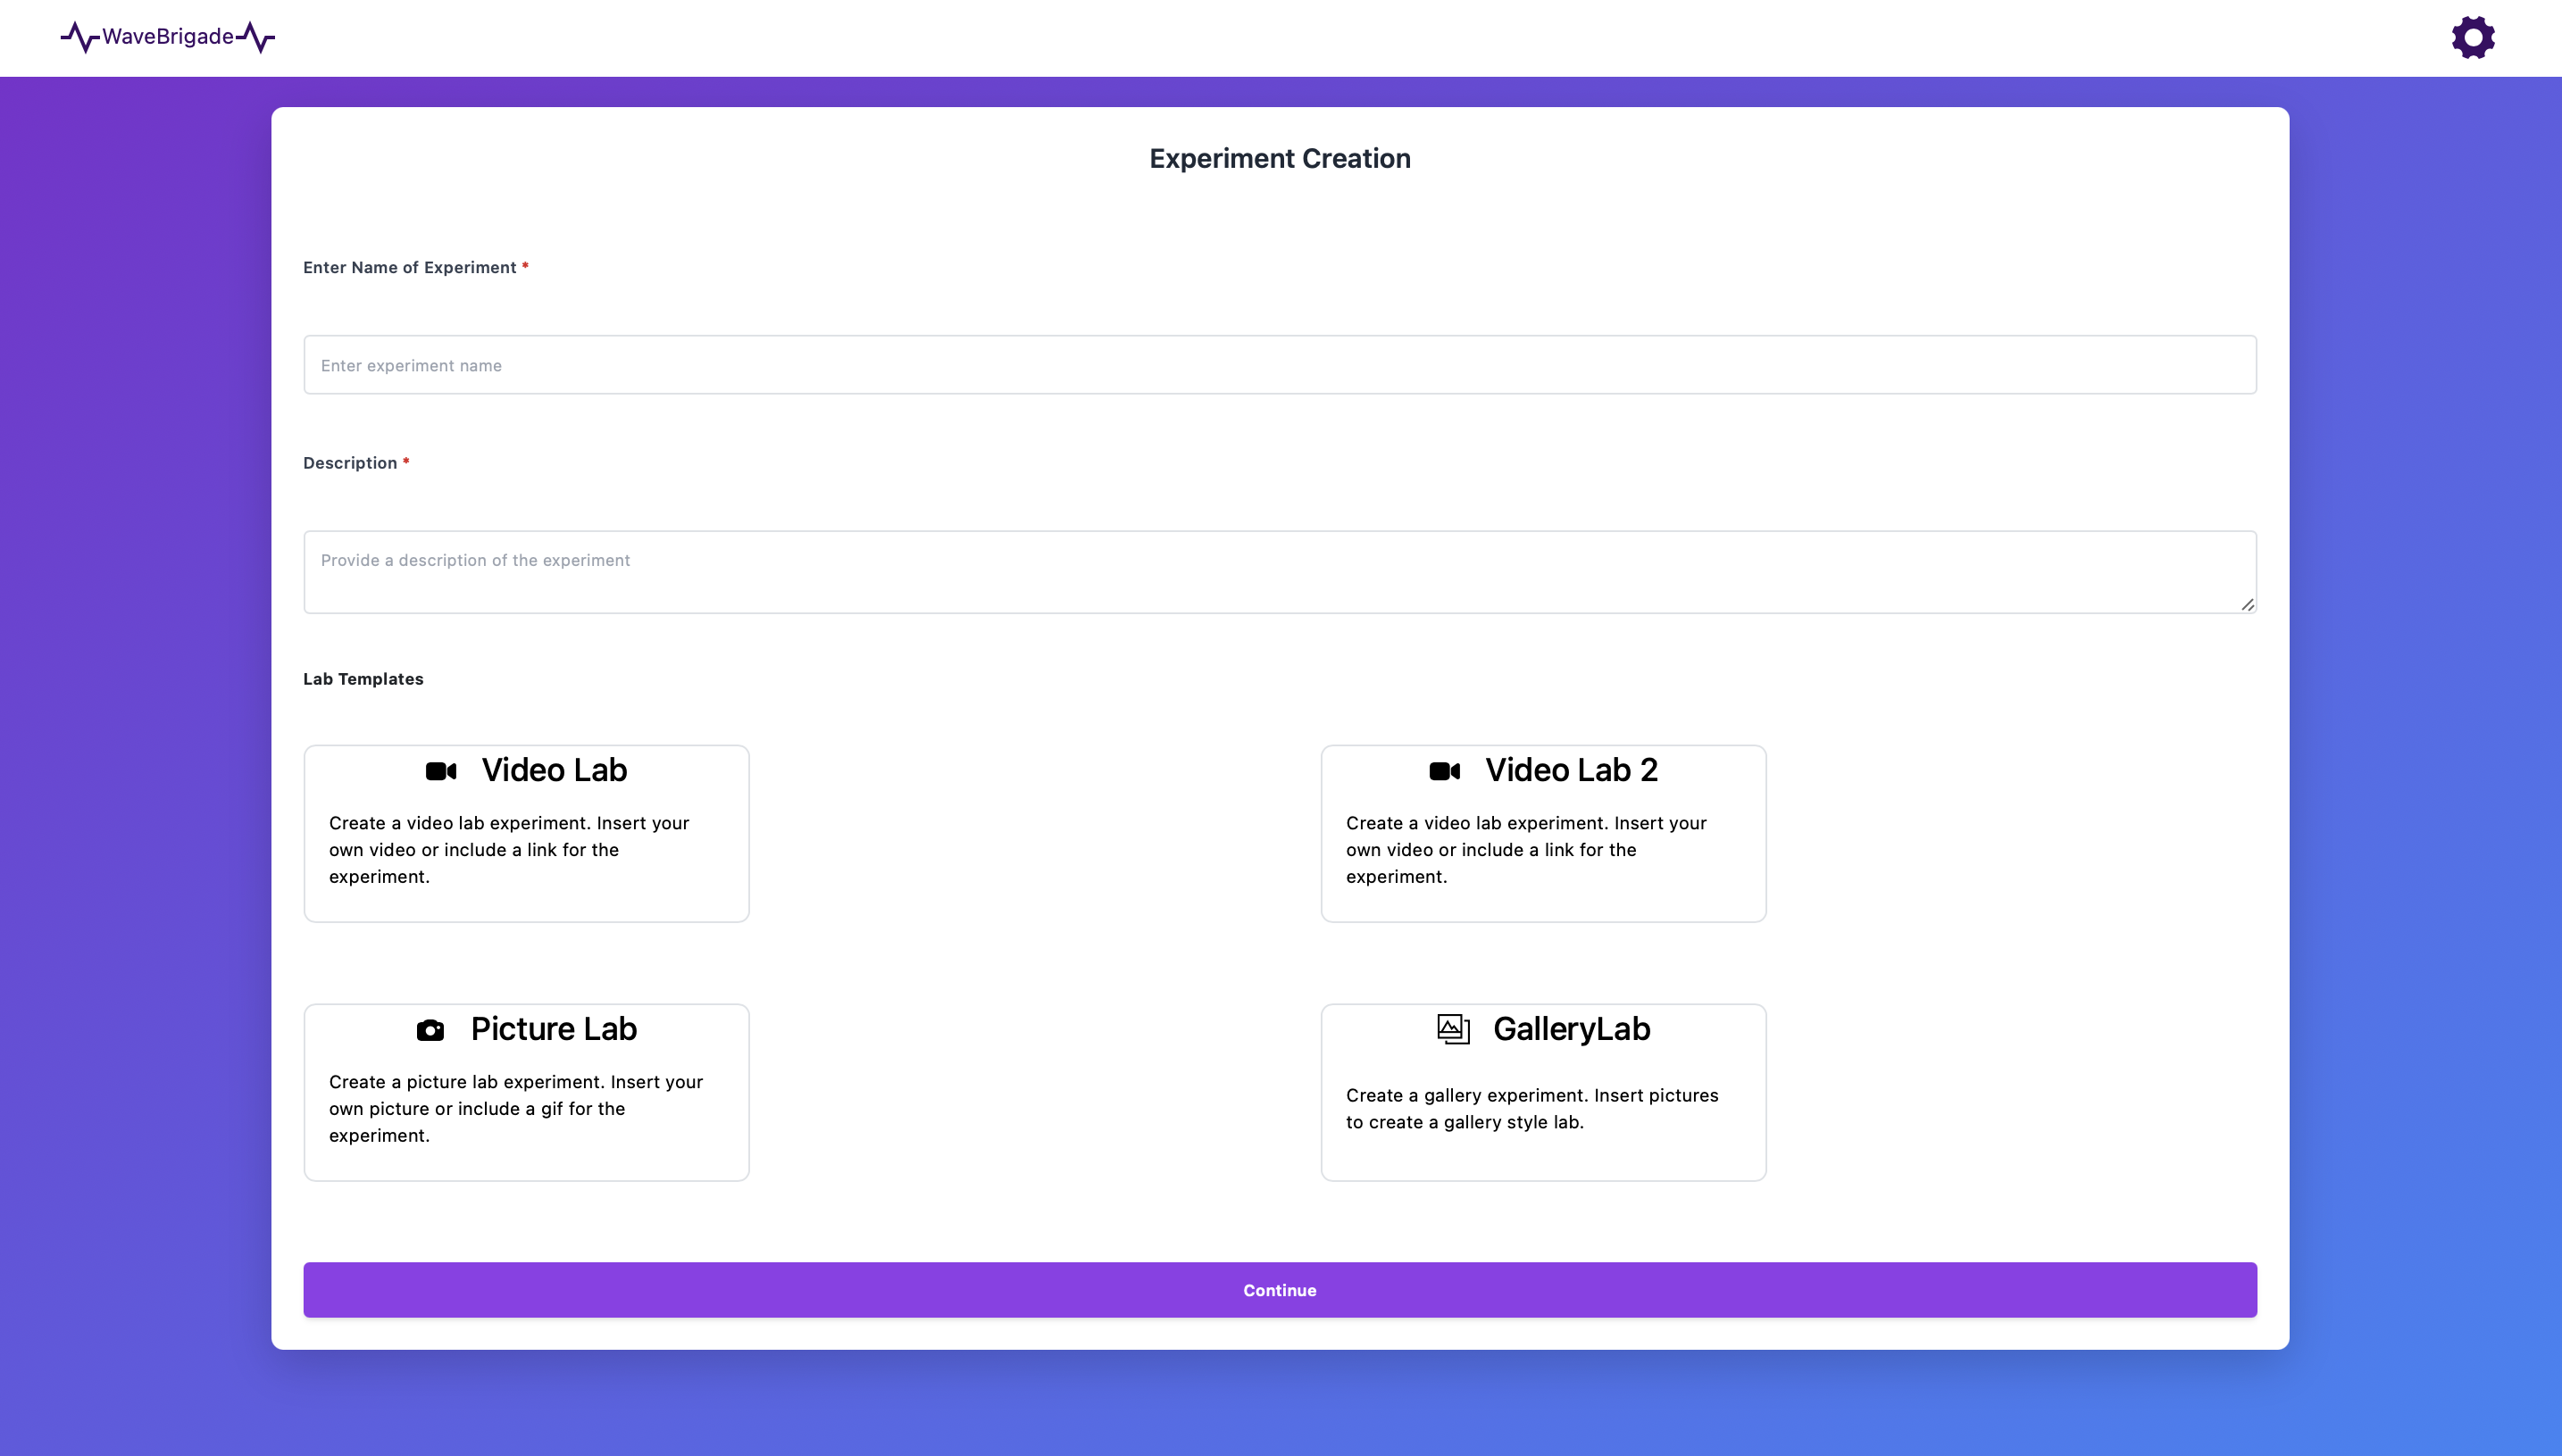 WaveBrigade
Experiment Creation
Enter Name of Experiment *
Enter experiment name
Description *
Provide a description of the experiment
Lab Templates
Video Lab
Create a video lab experiment. Insert your
own video or include a link for the
experiment.
Video Lab 2
Create a video lab experiment. Insert your
own video or include a link for the
experiment.
Picture Lab
Create a picture lab experiment. Insert your
own picture or include a gif for the
experiment.
GalleryLab
Create a gallery experiment. Insert pictures
to create a gallery style lab.
Continue